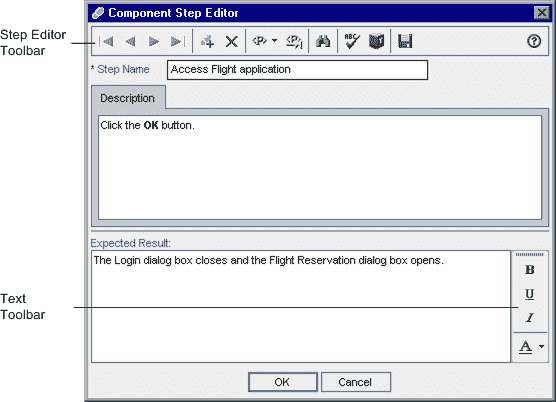 Component Step Editor
Step Editor
Toolbar
<P>
<P>
ABC
?
* Step Name
Access Flight application
Description
Click the OK button.
Expected Result:
The Login dialog box closes and the Flight Reservation dialog box opens.
Text
Toolbar
B
U
I
A
OK
Cancel